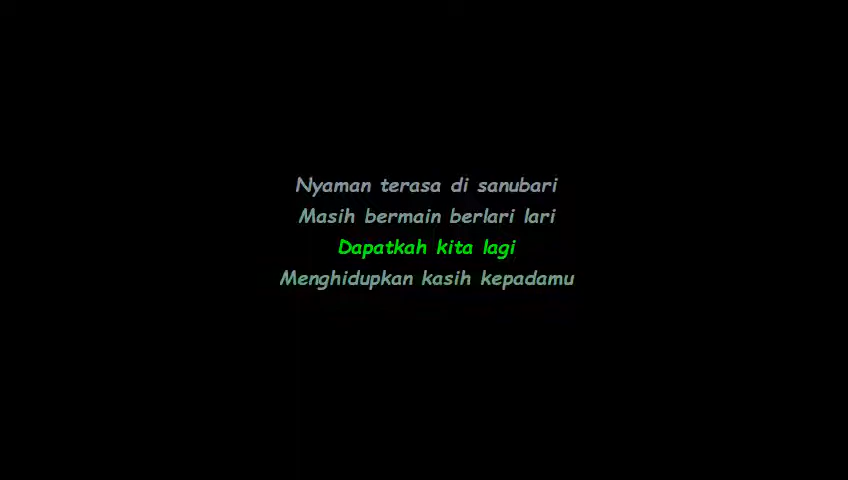 Nyaman terasa di sanubari
Masih bermain berlari lari
Dapatkah kita lagi
Menghidupkan kasih kepadamu